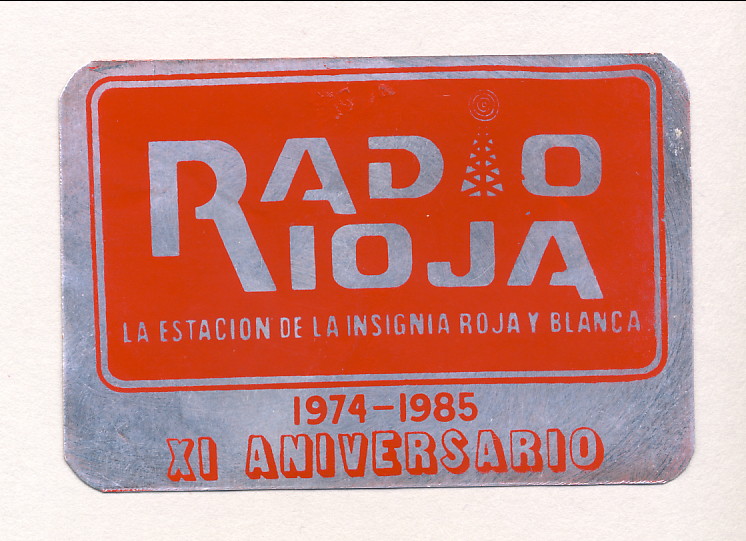 RADIO
RIOJA
LA ESTACION DE LA INSIGNIA ROJA Y BLANCA
1974-1985
XI ANIVERSARIO